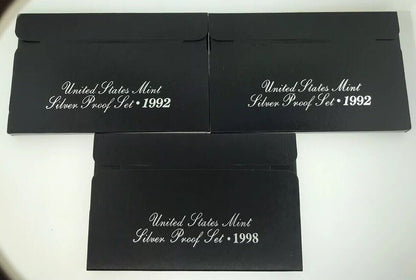 United States Mint
Silver Proof Set • 1992
United States Mint
Silver Proof Set • 1992
United States Mint
Silver Proof Set • 1998